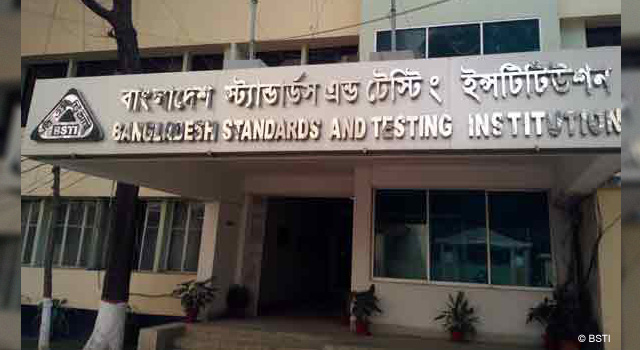 বাংলাদেশ স্ট্যান্ডার্ডস এন্ড টেস্টিং ইন্সটিটিউশন
BSTI
BANGLADESH STANDARDS AND TESTING INSTITUTION
© BSTI